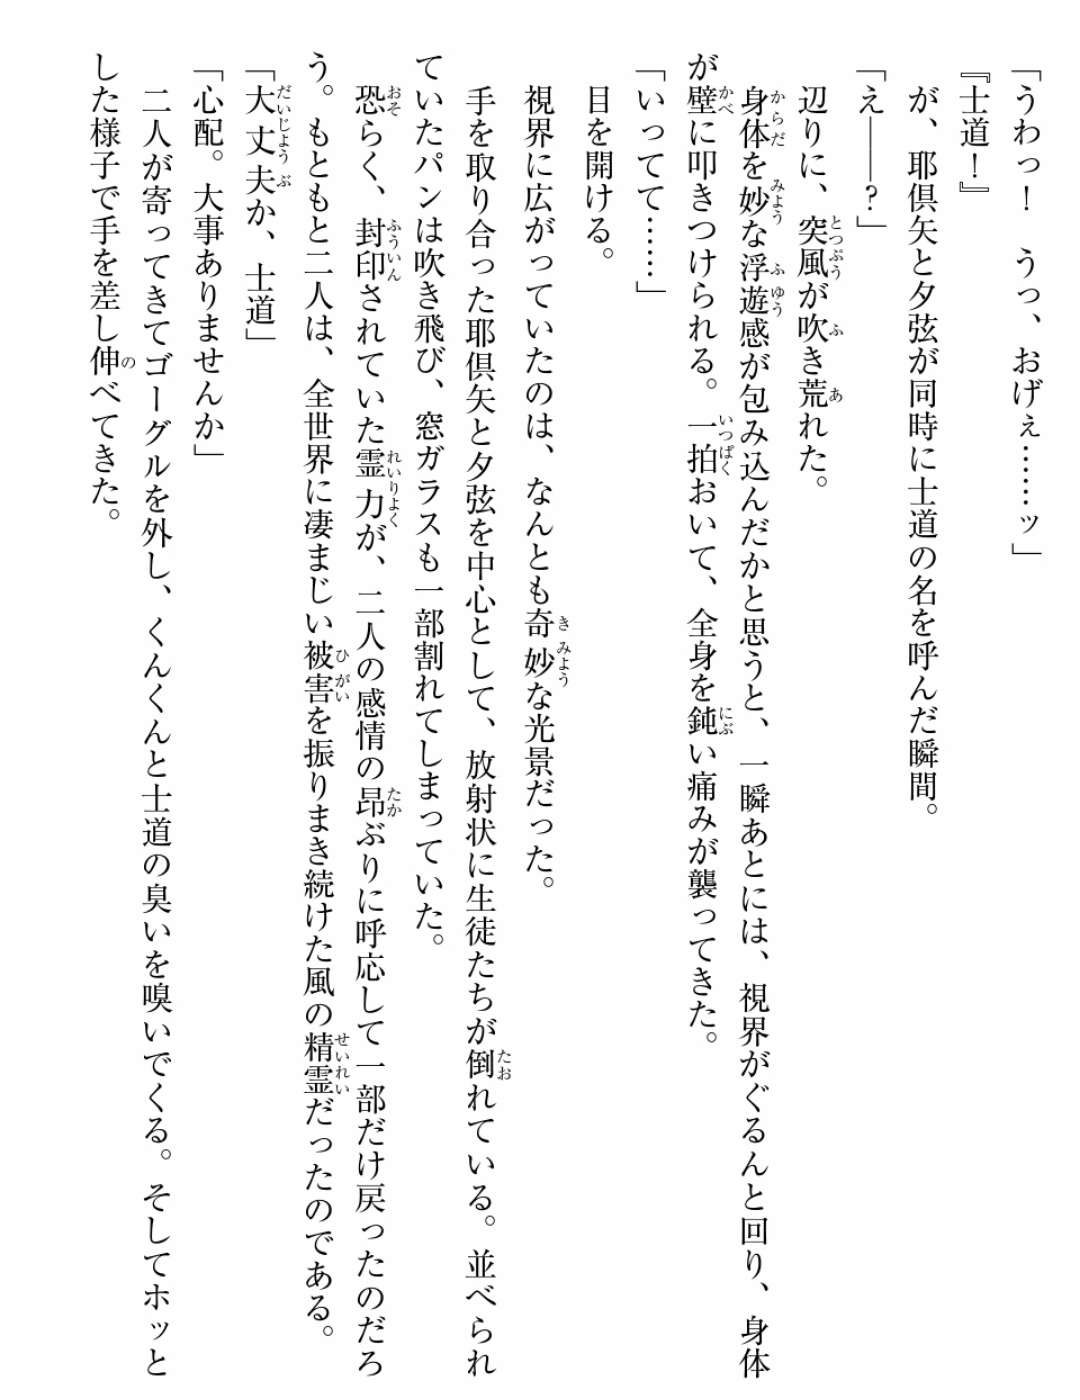 「うわっ！　うっ、おげぇ……ッ」
『士道！』
　が、耶倶矢と夕弦が同時に士道の名を呼んだ瞬間。
「え――？」
　辺りに、突風が吹き荒れた。
　身体を妙な浮遊感が包み込んだかと思うと、一瞬あとには、視界がぐるんと回り、身体
が壁に叩きつけられる。一拍おいて、全身を鈍い痛みが襲ってきた。
「いってて……」
　目を開ける。
　視界に広がっていたのは、なんとも奇妙な光景だった。
　手を取り合った耶倶矢と夕弦を中心として、放射状に生徒たちが倒れている。並べられ
ていたパンは吹き飛び、窓ガラスも一部割れてしまっていた。
　恐らく、封印されていた霊力が、二人の感情の昂ぶりに呼応して一部だけ戻ったのだろ
う。もともと二人は、全世界に凄まじい被害を振りまき続けた風の精霊だったのである。
「大丈夫か、士道」
「心配。大事ありませんか」
　二人が寄ってきてゴーグルを外し、くんくんと士道の臭いを嗅いでくる。そしてホッと
した様子で手を差し伸べてきた。